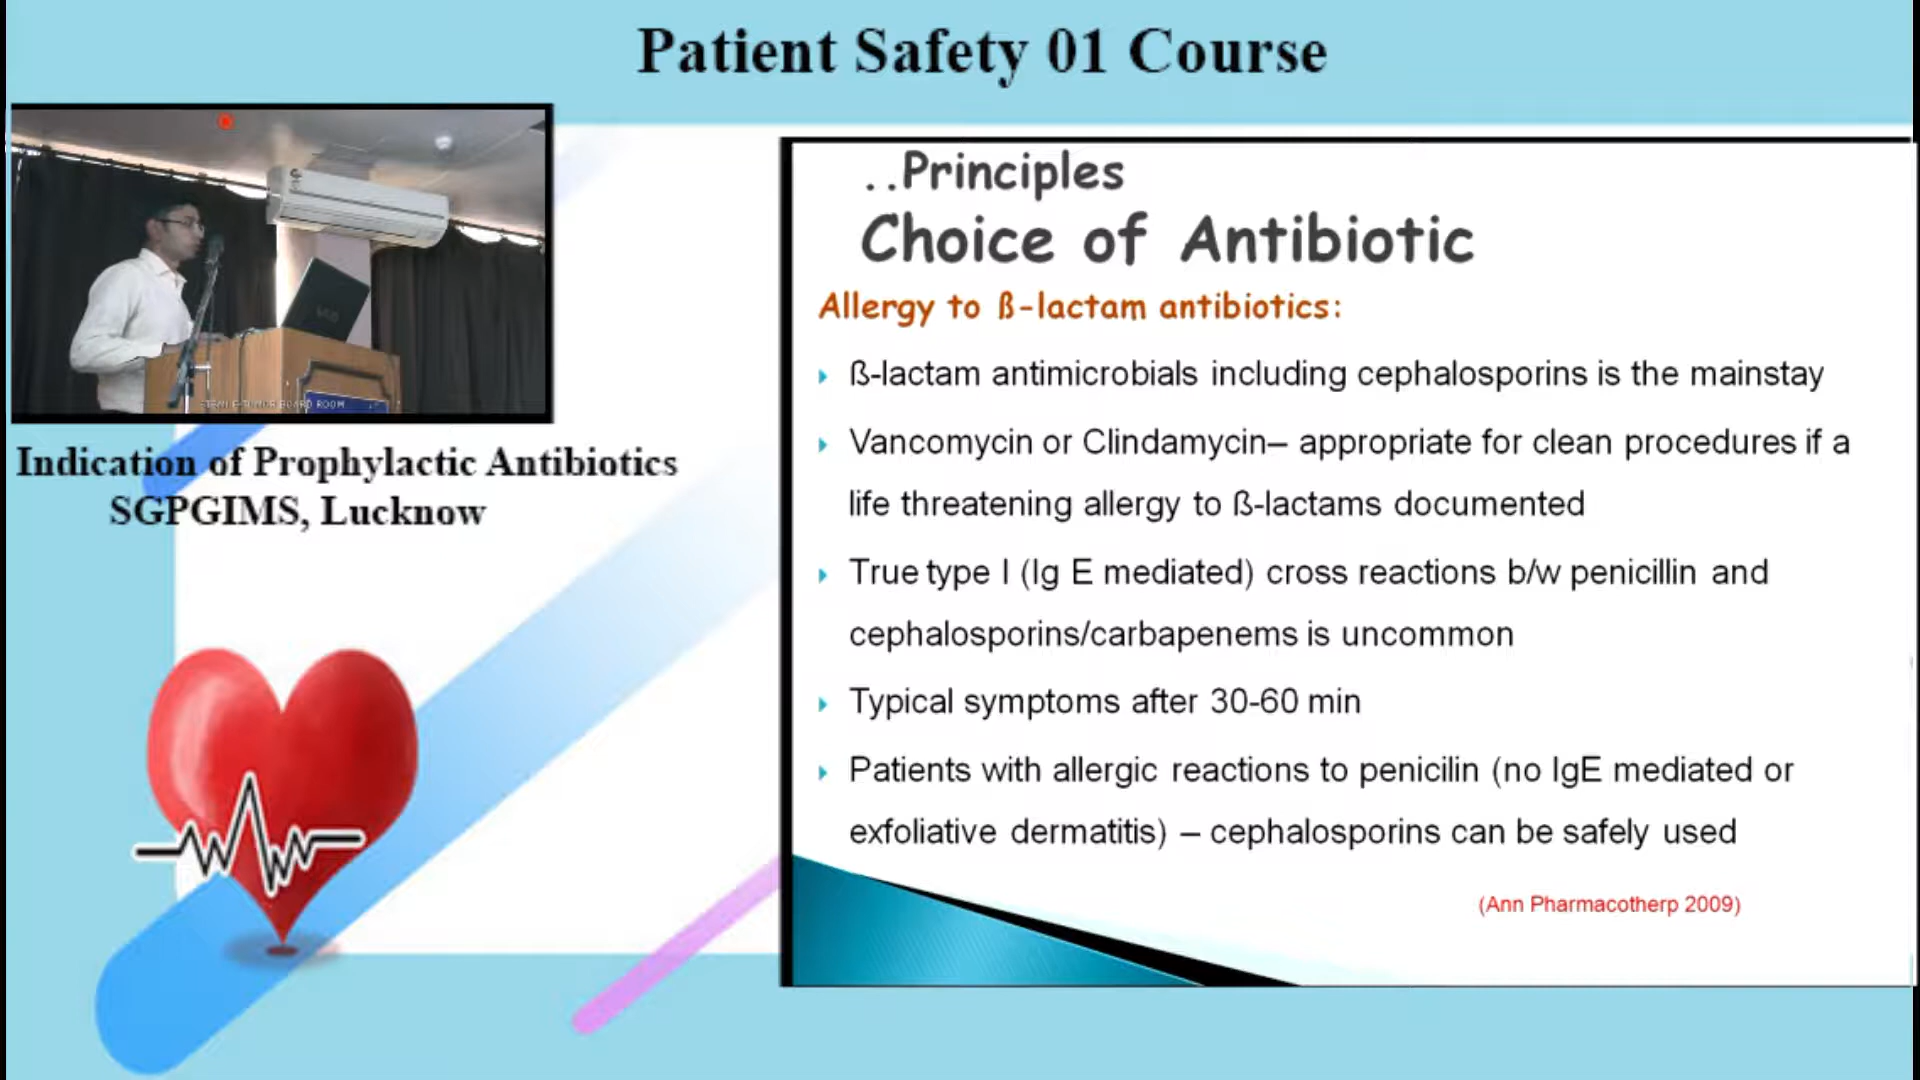 Patient Safety 01 Course
..Principles
Choice of Antibiotic
Allergy to ß-lactam antibiotics:
ß-lactam antimicrobials including cephalosporins is the mainstay
Vancomycin or Clindamycin– appropriate for clean procedures if a
life threatening allergy to ß-lactams documented
True type I (Ig E mediated) cross reactions b/w penicillin and
cephalosporins/carbapenems is uncommon
Typical symptoms after 30-60 min
Patients with allergic reactions to penicilin (no IgE mediated or
exfoliative dermatitis) – cephalosporins can be safely used
(Ann Pharmacotherp 2009)
BOARD ROOM
Indication of Prophylactic Antibiotics
SGPGIMS, Lucknow